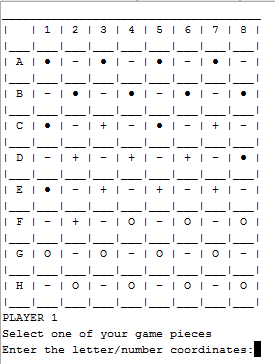 | | 1 | 2 | 3 | 4 | 5 | 6 | 7 | 8 |
| A | ● | - | ● | - | ● | - | ● | - |
| B | - | ● | - | ● | - | ● | - | ● |
| C | ● | - | + | - | ● | - | + | - |
| D | - | + | - | + | - | + | - | ● |
| E | ● | - | + | - | + | - | + | - |
| F | - | + | - | O | - | O | - | O |
| G | O | - | O | - | O | - | O | - |
| H | - | O | - | O | - | O | - | O |
PLAYER 1
Select one of your game pieces
Enter the letter/number coordinates: